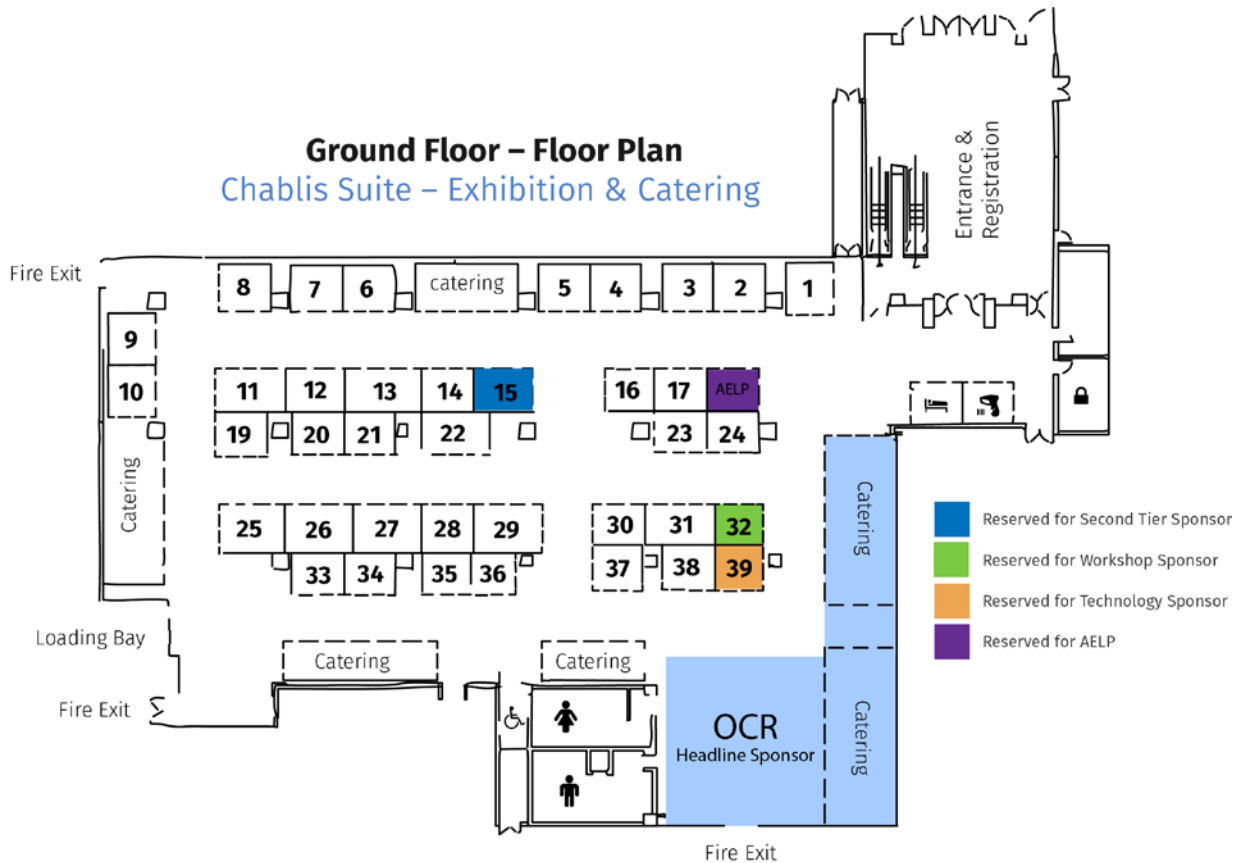 Ground Floor – Floor Plan
Chablis Suite – Exhibition & Catering
Entrance &
Registration
Fire Exit
8
7
6
catering
5
4
3
2
1
9
10
11
12
13
14
15
16
17
AELP
19
20
21
22
23
24
Catering
Catering
25
26
27
28
29
30
31
32
33
34
35
36
37
38
39
Reserved for Second Tier Sponsor
Reserved for Workshop Sponsor
Reserved for Technology Sponsor
Reserved for AELP
Loading Bay
Catering
Catering
Fire Exit
OCR
Headline Sponsor
Catering
Fire Exit